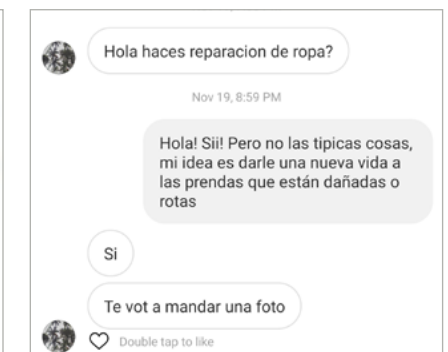 Hola haces reparacion de ropa?
Nov 19, 8:59 PM
Hola! Sii! Pero no las tipicas cosas,
mi idea es darle una nueva vida a
las prendas que están dañadas o
rotas
Si
Te vot a mandar una foto
Double tap to like